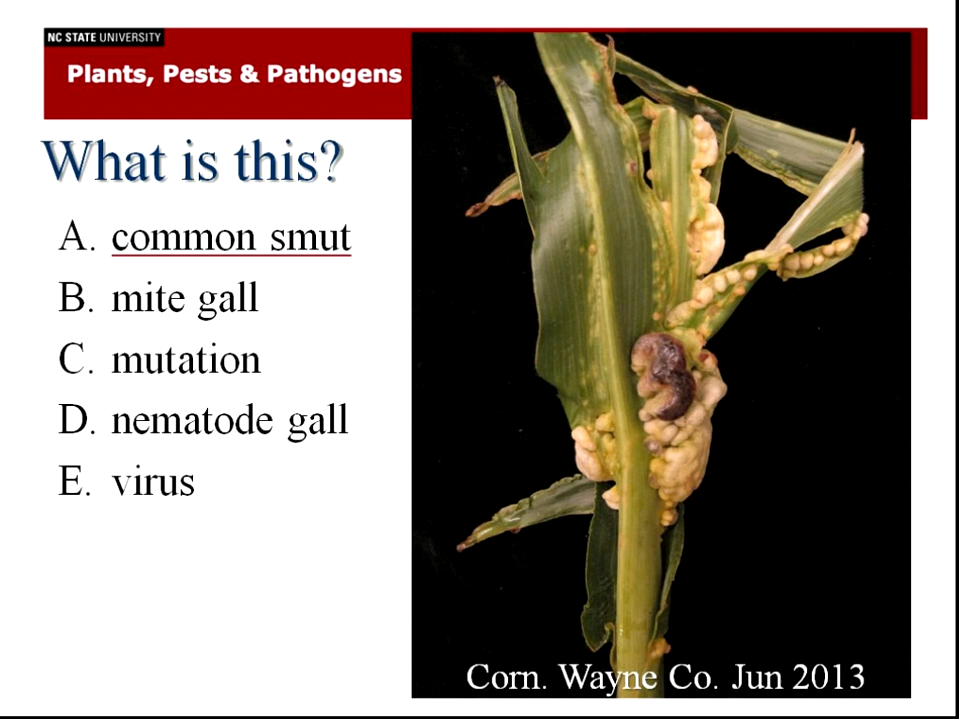 NC STATE UNIVERSITY
Plants, Pests & Pathogens
What is this?
A. common smut
B. mite gall
C. mutation
D. nematode gall
E. virus
Corn. Wayne Co. Jun 2013